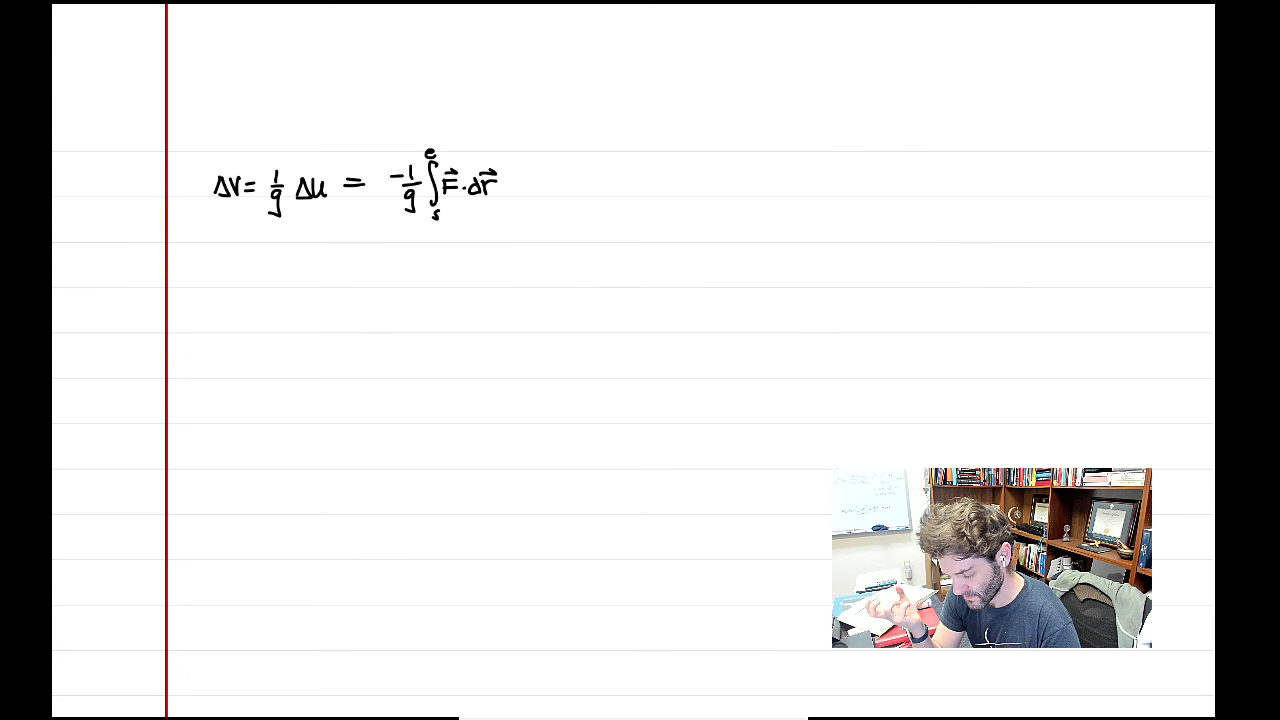 ΔV = 1/q ΔU = -1/q ∫_s^e F⃗ · dr⃗